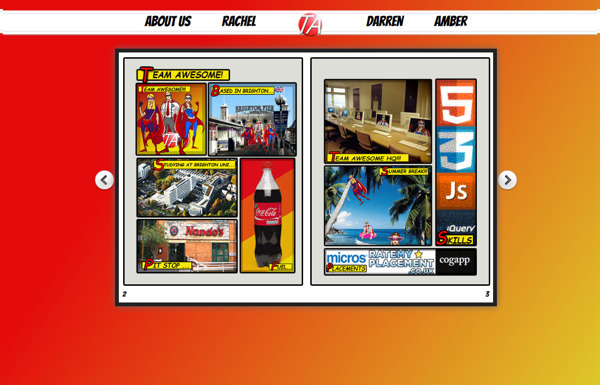 ABOUT US RACHEL TA DARREN AMBER
TEAM AWESOME!
TEAM AWESOME!!!
BASED IN BRIGHTON...
BRIGHTON PIER
TA
STUDYING AT BRIGHTON UNI...
Coca-Cola
Nando's
PIT STOP...
FUEL
TEAM AWESOME HQ!!!
SUMMER BREAK!!
5
3
JS
jQuery
SKILLS
micros
PLACEMENTS
RATEMY
PLACEMENT
.CO.UK
cogapp
2
3